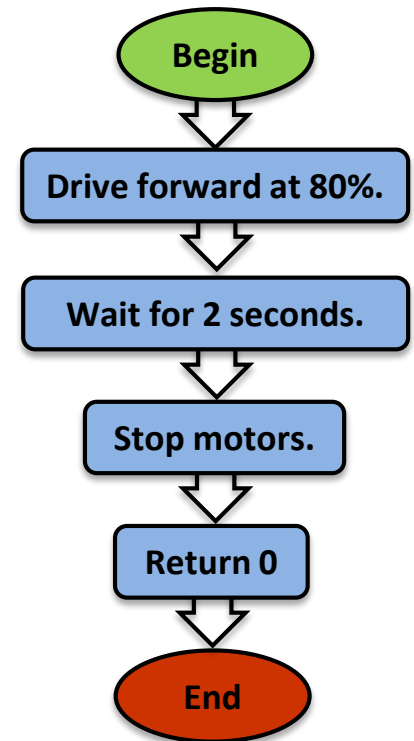 Begin
Drive forward at 80%.
Wait for 2 seconds.
Stop motors.
Return 0
End